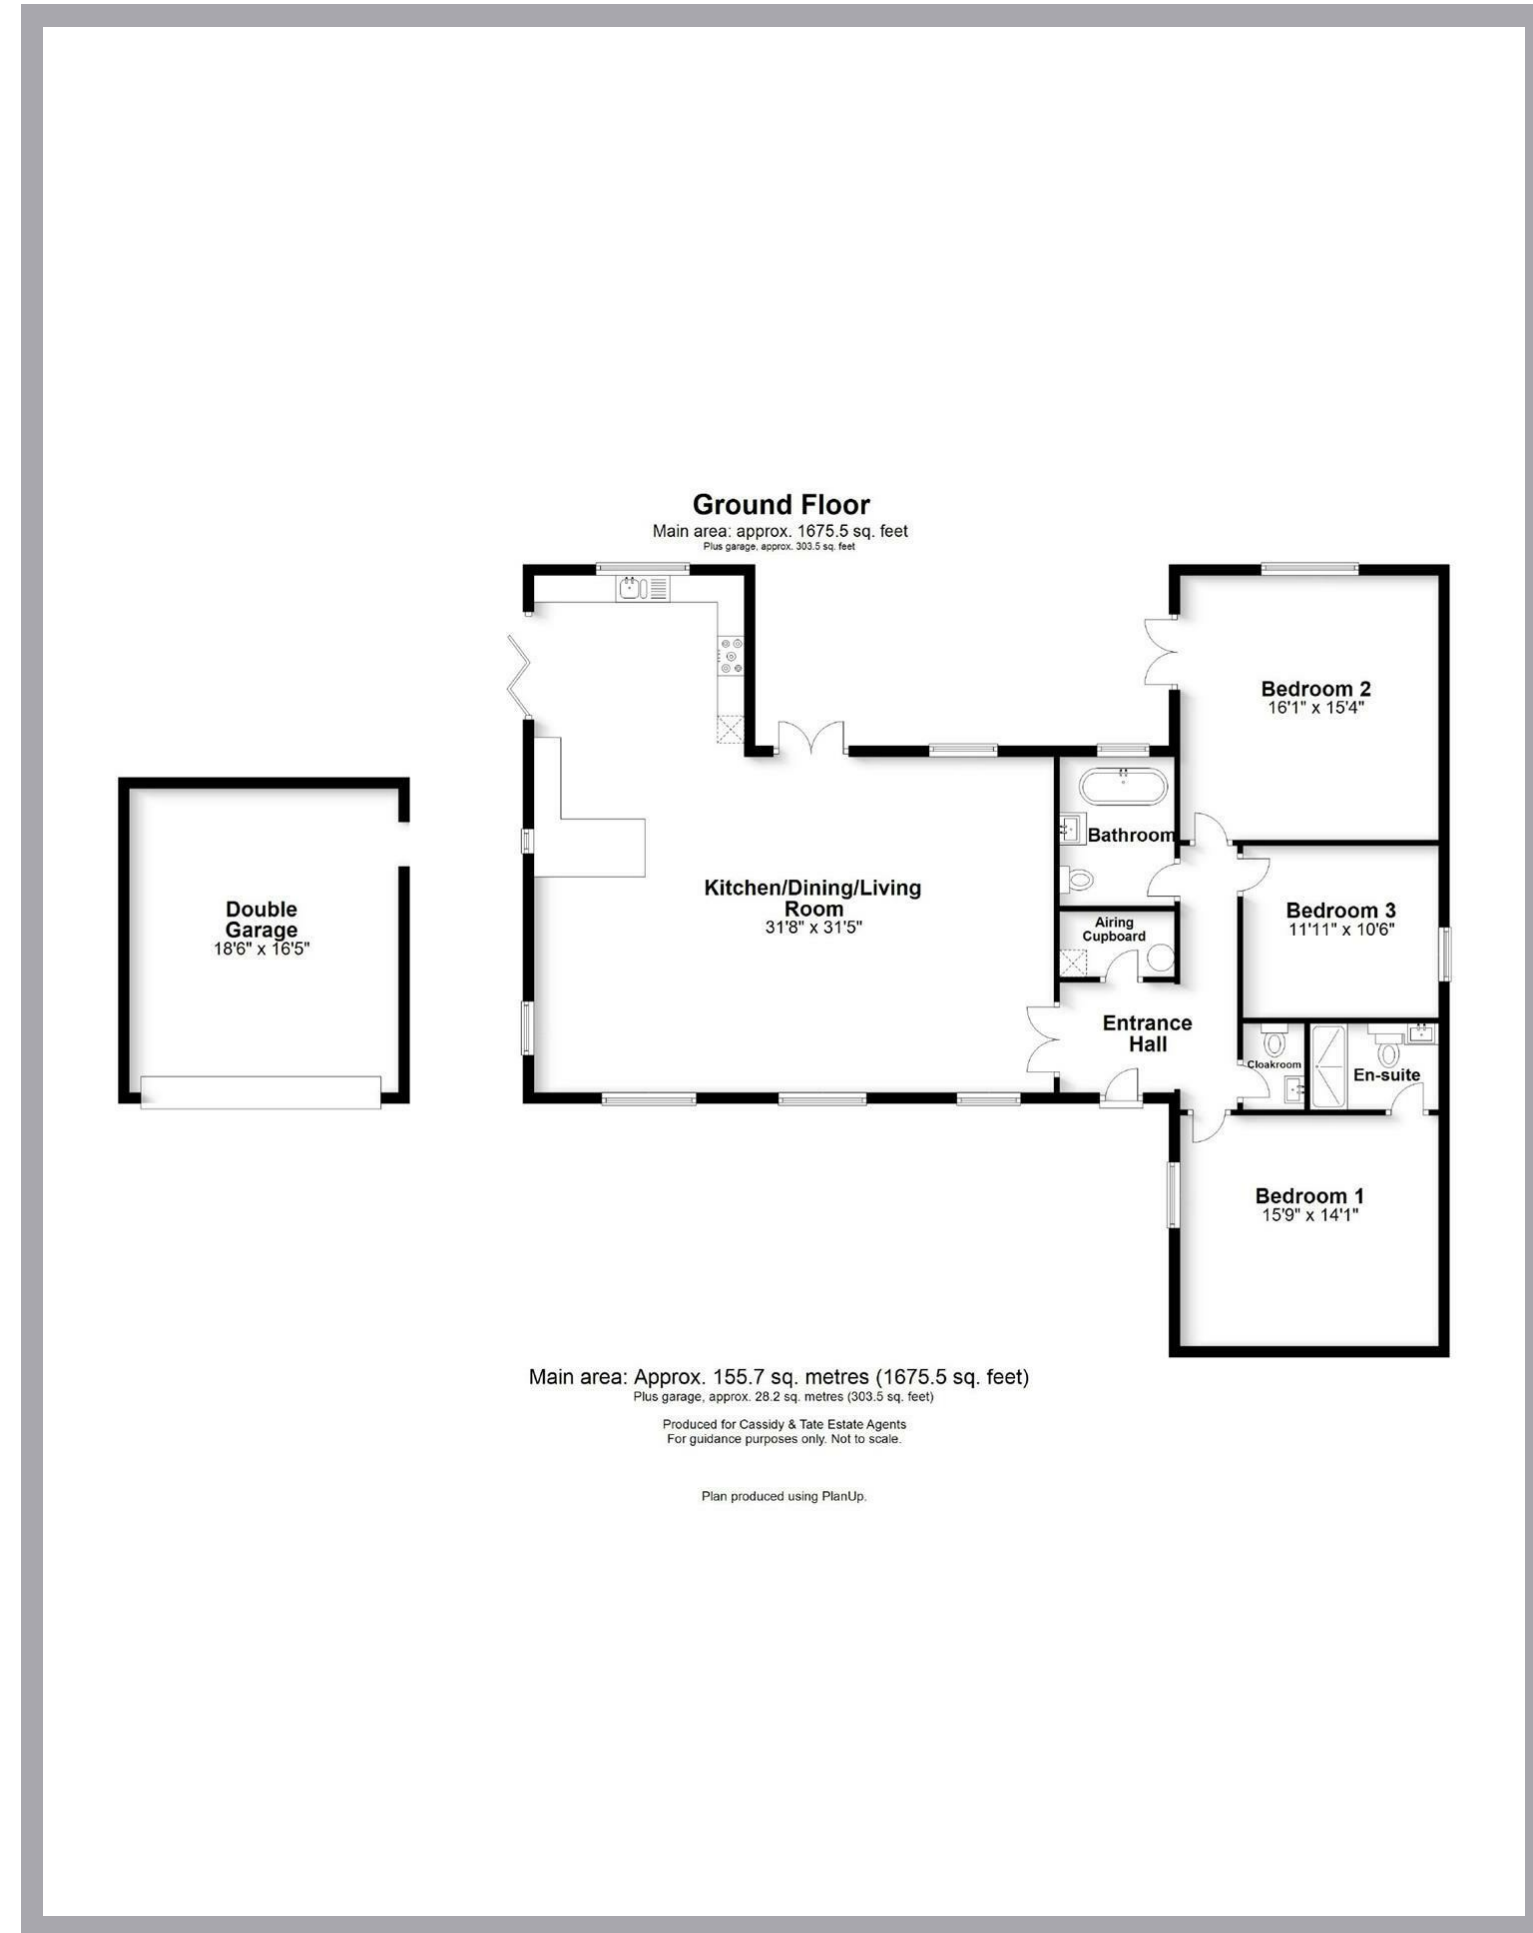 Ground Floor
Main area: approx. 1675.5 sq. feet
Plus garage, approx. 303.5 sq. feet
Bedroom 2
16'1" x 15'4"
Bathroom
Kitchen/Dining/Living
Room
31'8" x 31'5"
Double
Garage
18'6" x 16'5"
Airing
Cupboard
Bedroom 3
11'11" x 10'6"
Entrance
Hall
Cloakroom
En-suite
Bedroom 1
15'9" x 14'1"
Main area: Approx. 155.7 sq. metres (1675.5 sq. feet)
Plus garage, approx. 28.2 sq. metres (303.5 sq. feet)
Produced for Cassidy & Tate Estate Agents
For guidance purposes only. Not to scale.
Plan produced using PlanUp.